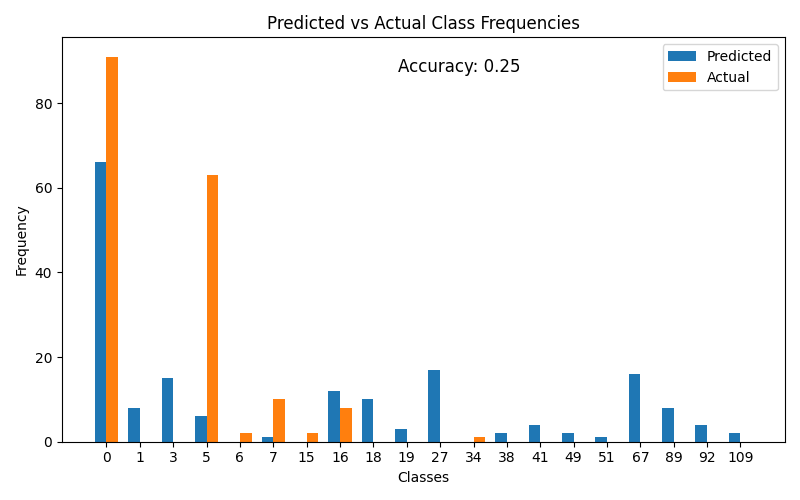 Predicted vs Actual Class Frequencies
Accuracy: 0.25
Predicted
Actual
Frequency
80
60
40
20
0
0 1 3 5 6 7 15 16 18 19 27 34 38 41 49 51 67 89 92 109
Classes